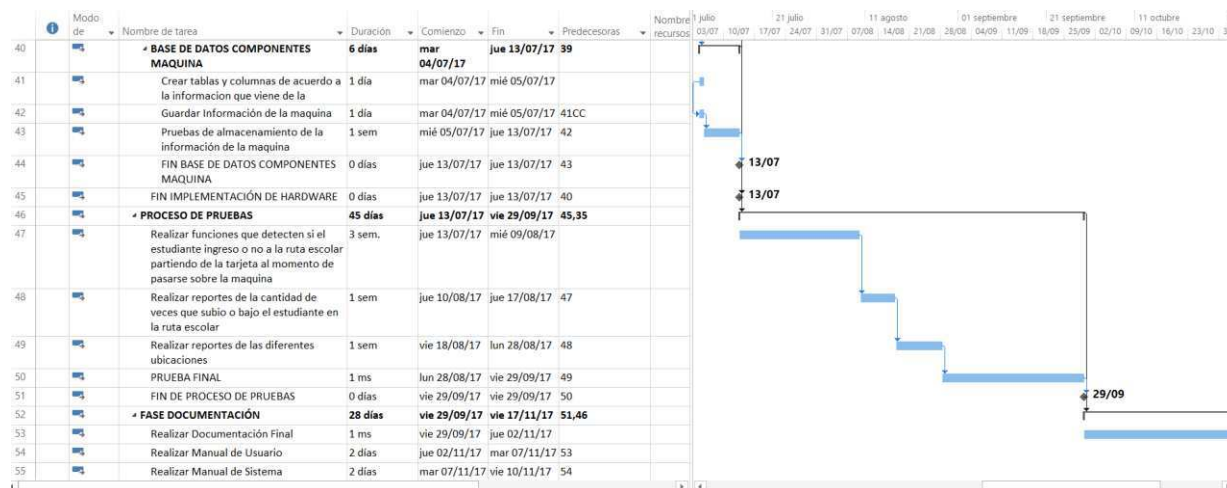 Modo de
Nombre de tarea
Duración
Comienzo
Fin
Predecesoras
Nombre recursos
1 julio 21 julio 11 agosto 01 septiembre 21 septiembre 11 octubre
03/07 10/07 17/07 24/07 31/07 07/08 14/08 21/08 28/08 04/09 11/09 18/09 25/09 02/10 09/10 16/10 23/10
40 BASE DE DATOS COMPONENTES 6 días mar jue 13/07/17 39
MAQUINA 04/07/17
41 Crear tablas y columnas de acuerdo a 1 día mar 04/07/17 mié 05/07/17
la informacion que viene de la
42 Guardar Información de la maquina 1 día mar 04/07/17 mié 05/07/17 41CC
43 Pruebas de almacenamiento de la 1 sem mié 05/07/17 jue 13/07/17 42
información de la maquina
44 FIN BASE DE DATOS COMPONENTES 0 días jue 13/07/17 jue 13/07/17 43 13/07
MAQUINA
45 FIN IMPLEMENTACIÓN DE HARDWARE 0 días jue 13/07/17 jue 13/07/17 40 13/07
46 PROCESO DE PRUEBAS 45 días jue 13/07/17 vie 29/09/17 45,35
47 Realizar funciones que detecten si el 3 sem. jue 13/07/17 mié 09/08/17
estudiante ingreso o no a la ruta escolar
partiendo de la tarjeta al momento de
pasarse sobre la maquina
48 Realizar reportes de la cantidad de 1 sem jue 10/08/17 jue 17/08/17 47
veces que subio o bajo el estudiante en
la ruta escolar
49 Realizar reportes de las diferentes 1 sem vie 18/08/17 lun 28/08/17 48
ubicaciones
50 PRUEBA FINAL 1 ms lun 28/08/17 vie 29/09/17 49
51 FIN DE PROCESO DE PRUEBAS 0 días vie 29/09/17 vie 29/09/17 50 29/09
52 FASE DOCUMENTACIÓN 28 días vie 29/09/17 vie 17/11/17 51,46
53 Realizar Documentación Final 1 ms vie 29/09/17 jue 02/11/17
54 Realizar Manual de Usuario 2 días jue 02/11/17 mar 07/11/17 53
55 Realizar Manual de Sistema 2 días mar 07/11/17 vie 10/11/17 54